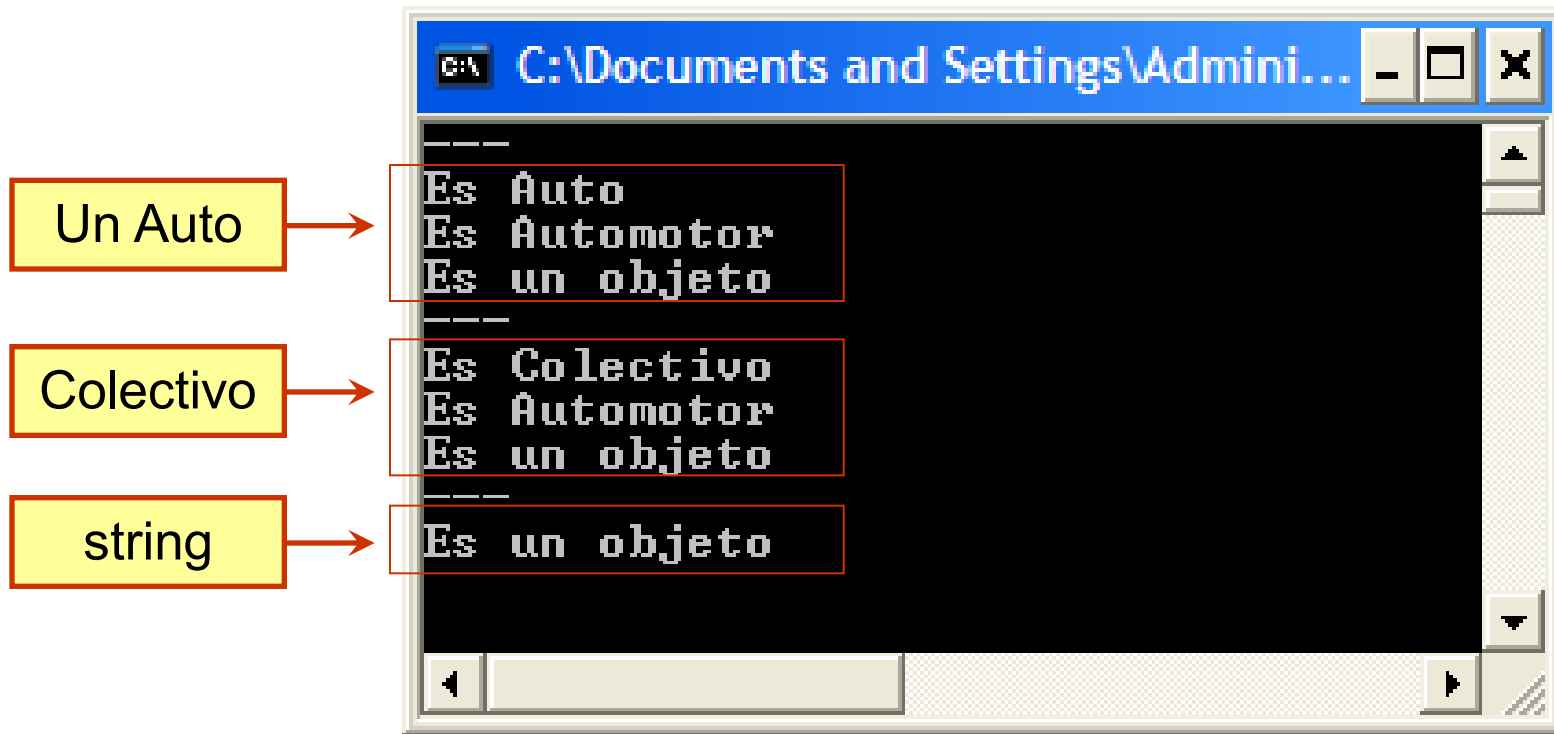 C:\Documents and Settings\Admini...
---
Un Auto
Es Auto
Es Automotor
Es un objeto
---
Colectivo
Es Colectivo
Es Automotor
Es un objeto
---
string
Es un objeto